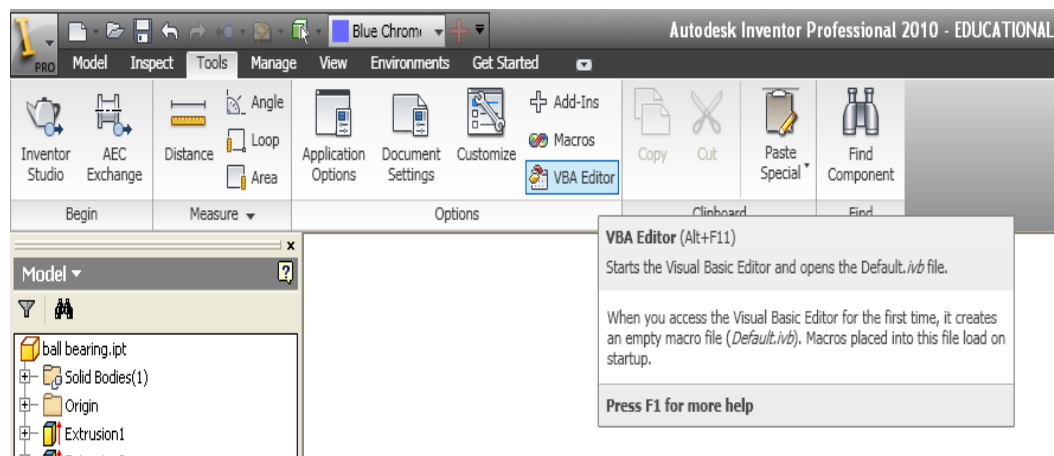 Blue Chrom
Autodesk Inventor Professional 2010 - EDUCATIONAL
PRO
Model Inspect Tools Manage View Environments Get Started
Inventor Studio
AEC Exchange
Distance
Angle
Loop
Area
Application Options
Document Settings
Customize
Add-Ins
Macros
VBA Editor
Copy
Cut
Paste Special
Find Component
Begin
Measure
Options
Clipboard
Find
VBA Editor (Alt+F11)
Starts the Visual Basic Editor and opens the Default.ivb file.
When you access the Visual Basic Editor for the first time, it creates
an empty macro file (Default.ivb). Macros placed into this file load on
startup.
Press F1 for more help
Model
ball bearing.ipt
Solid Bodies(1)
Origin
Extrusion1